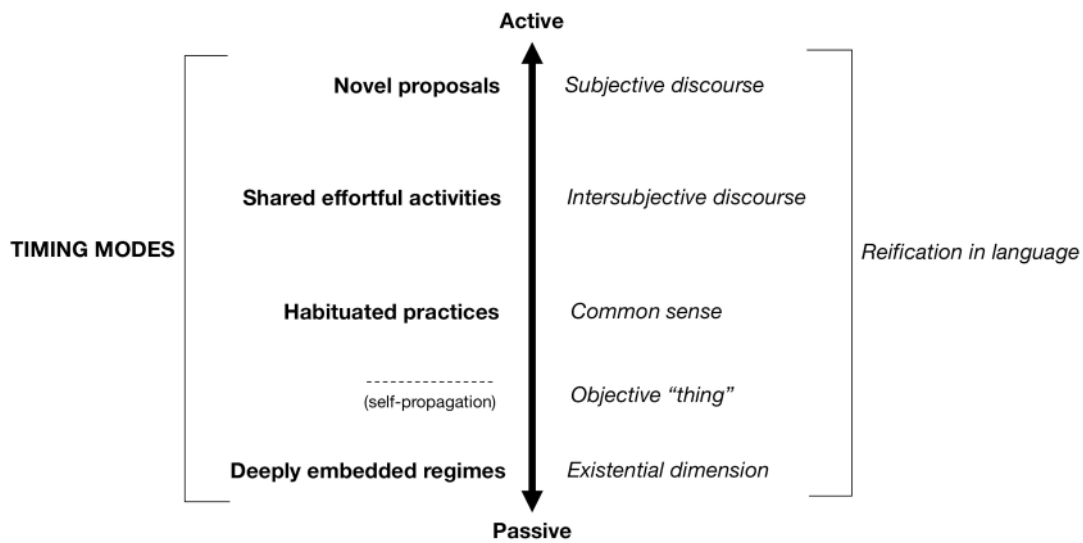 Active
Novel proposals
Subjective discourse
Shared effortful activities
Intersubjective discourse
TIMING MODES
Reification in language
Habituated practices
Common sense
(self-propagation)
Objective “thing”
Deeply embedded regimes
Existential dimension
Passive